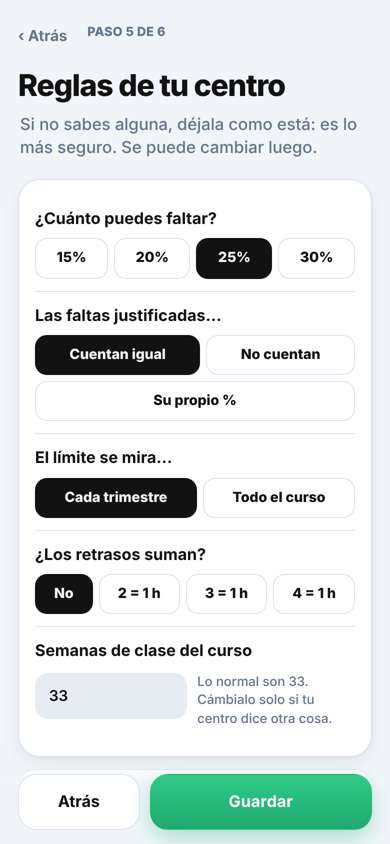 ‹ Atrás
PASO 5 DE 6
Reglas de tu centro
Si no sabes alguna, déjala como está: es lo
más seguro. Se puede cambiar luego.
¿Cuánto puedes faltar?
15%
20%
25%
30%
Las faltas justificadas...
Cuentan igual
No cuentan
Su propio %
El límite se mira...
Cada trimestre
Todo el curso
¿Los retrasos suman?
No
2 = 1 h
3 = 1 h
4 = 1 h
Semanas de clase del curso
33
Lo normal son 33.
Cámbialo solo si tu
centro dice otra cosa.
Atrás
Guardar